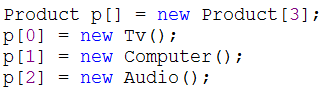 Product p[] = new Product[3];
p[0] = new Tv();
p[1] = new Computer();
p[2] = new Audio();